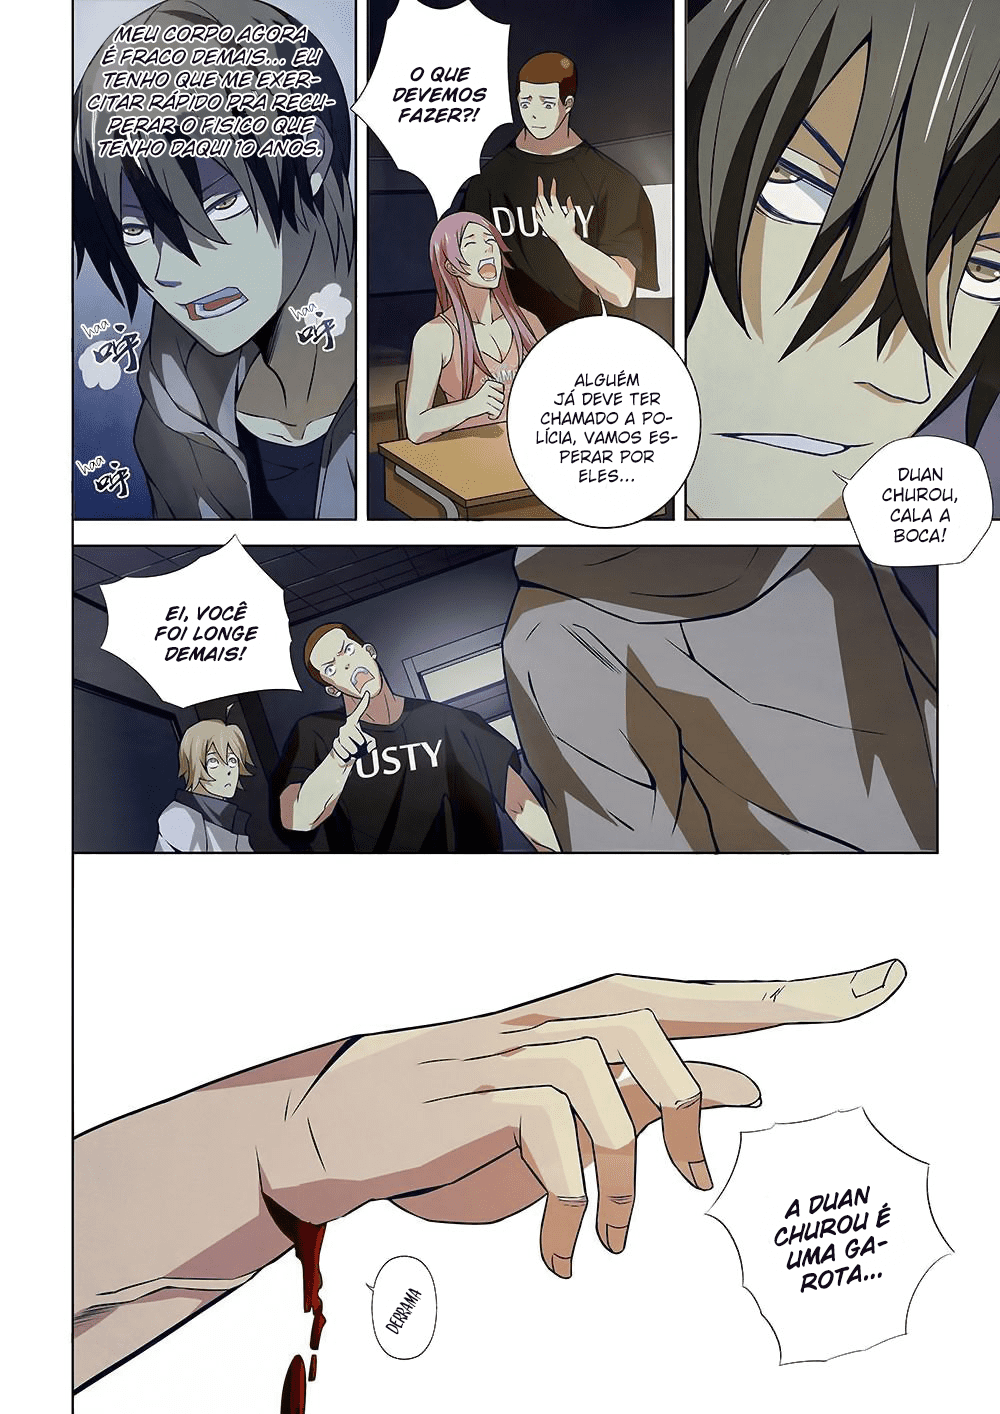 MEU CORPO AGORA
É FRACO DEMAIS... EU
TENHO QUE ME EXER-
CITAR RÁPIDO PRA RECU-
PERAR O FISICO QUE
TENHO DAQUI 10 ANOS.
haa
呼
haa
呼
haa
呼
O QUE
DEVEMOS
FAZER?!
DUSTY
ALGUÉM
JÁ DEVE TER
CHAMADO A PO-
LÍCIA, VAMOS ES-
PERAR POR
ELES...
DUAN
CHUROU,
CALA A
BOCA!
EI, VOCÊ
FOI LONGE
DEMAIS!
USTY
A DUAN
CHUROU É
UMA GA-
ROTA...
DERRAMA